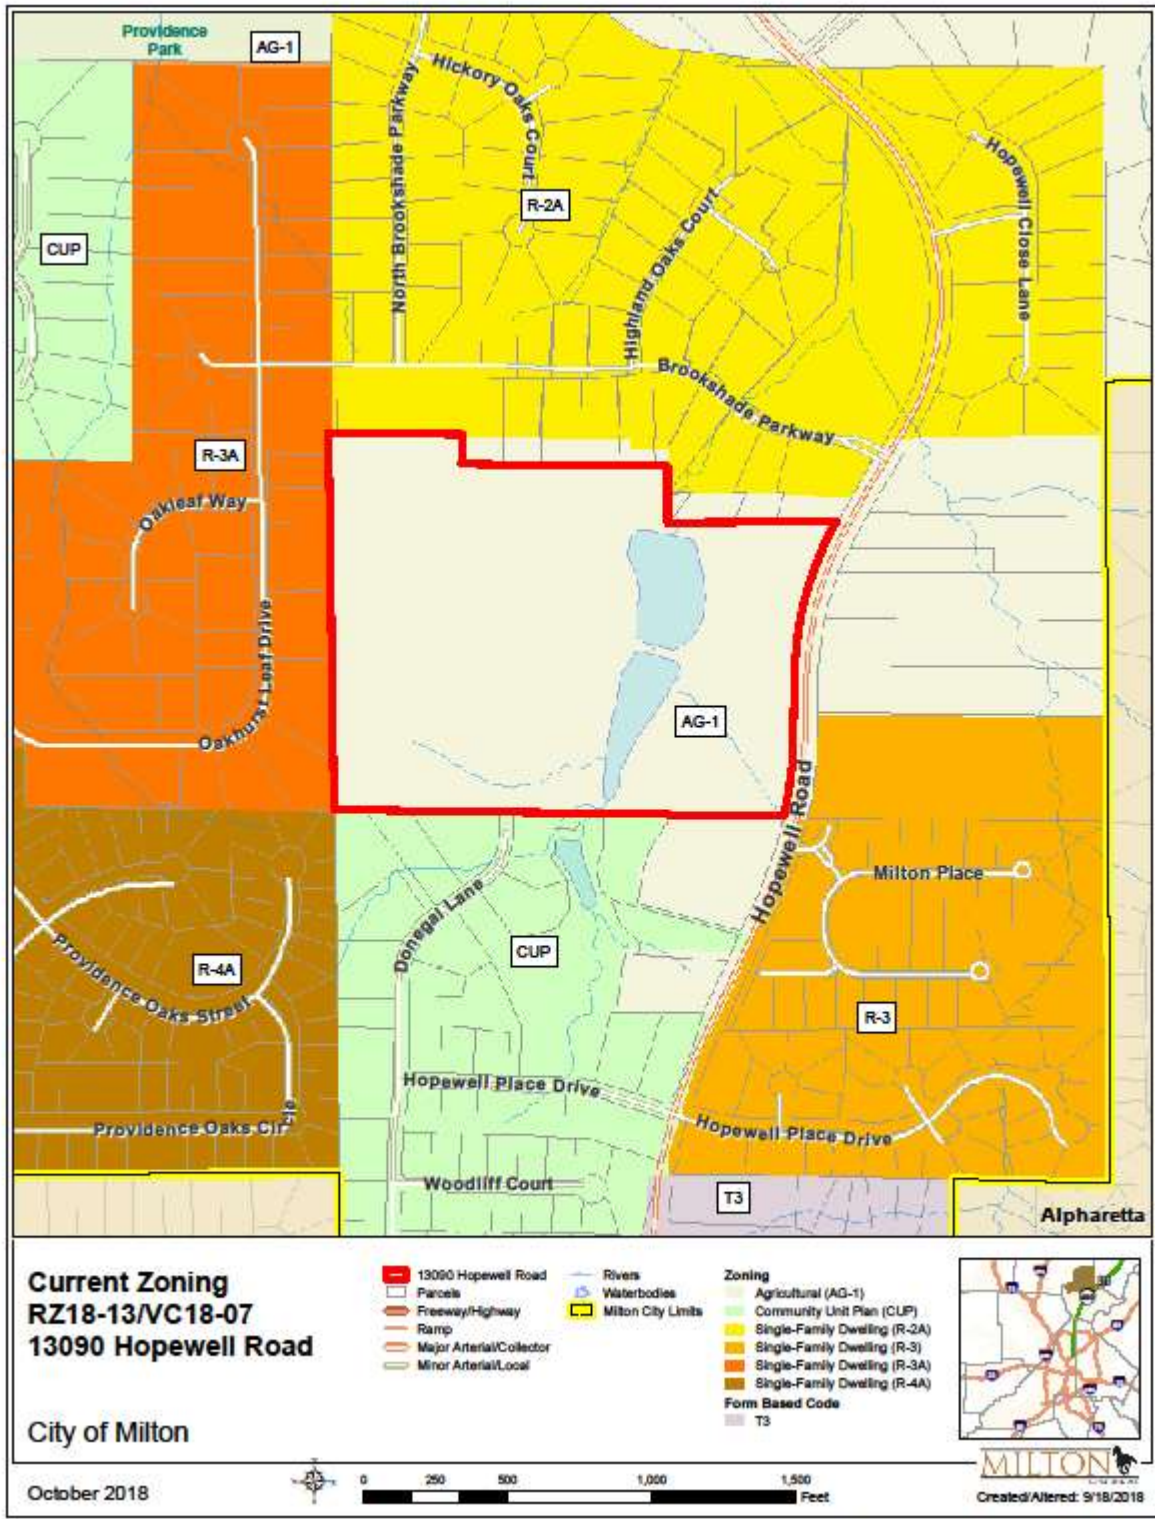 Providence
Park
AG-1
Hickory Oaks Court
North Brookshade Parkway
R-2A
Hopewell Close Lane
CUP
Highland Oaks Court
Brookshade Parkway
R-3A
Oakleaf Way
Oakhurst Leaf Drive
AG-1
Hopewell Road
Milton Place
Donegal Lane
CUP
R-4A
Providence Oaks Street
R-3
Hopewell Place Drive
Hopewell Place Drive
Providence Oaks Circle
Woodliff Court
T3
Alpharetta
Current Zoning
RZ18-13/VC18-07
13090 Hopewell Road
City of Milton
October 2018
13090 Hopewell Road
Parcels
Freeway/Highway
Ramp
Major Arterial/Collector
Minor Arterial/Local
Rivers
Waterbodies
Milton City Limits
Zoning
Agricultural (AG-1)
Community Unit Plan (CUP)
Single-Family Dwelling (R-2A)
Single-Family Dwelling (R-3)
Single-Family Dwelling (R-3A)
Single-Family Dwelling (R-4A)
Form Based Code
T3
0 250 500 1,000 1,500
Feet
MILTON
Created/Altered: 9/18/2018